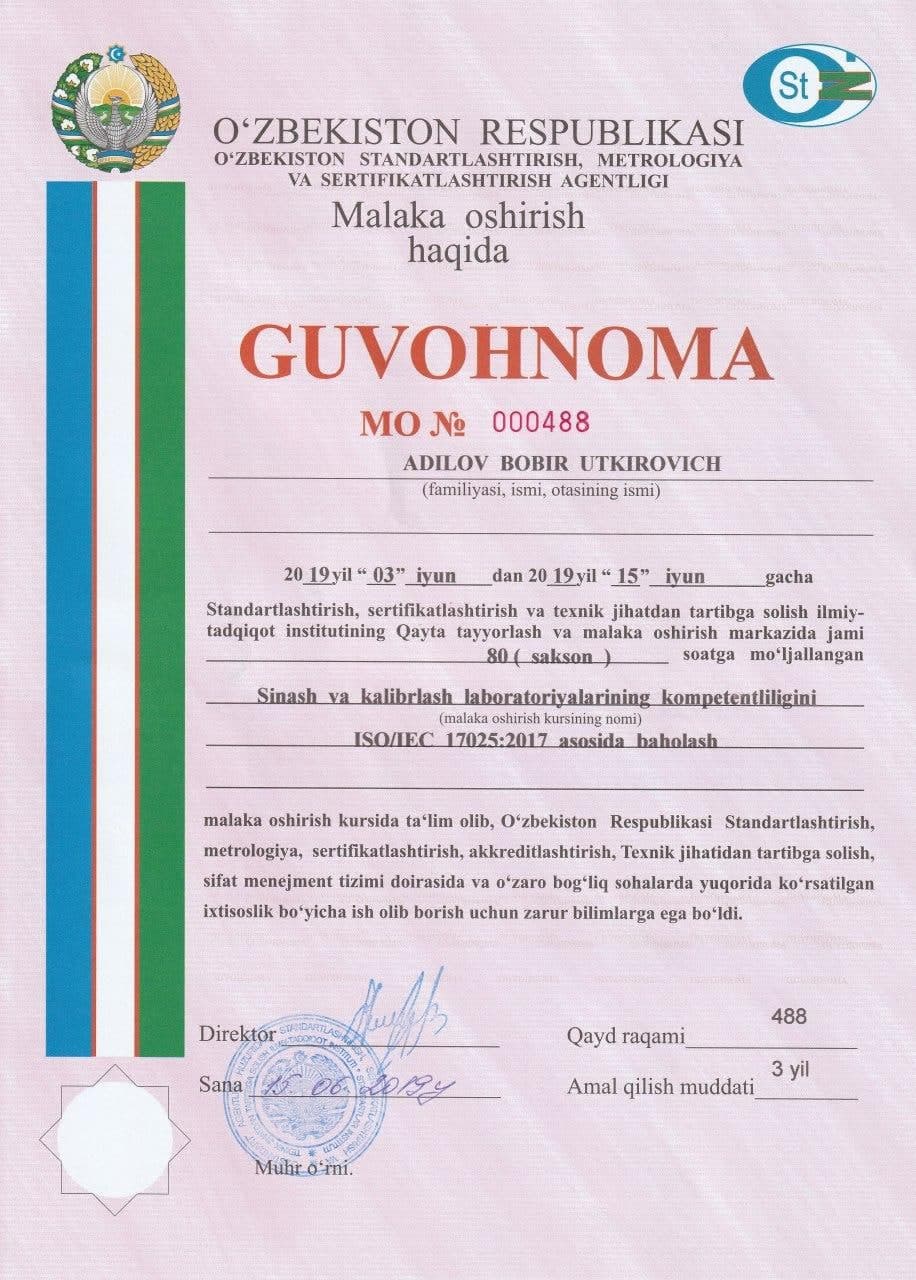 St
O‘ZBEKISTON RESPUBLIKASI
O‘ZBEKISTON STANDARTLASHTIRISH, METROLOGIYA
VA SERTIFIKATLASHTIRISH AGENTLIGI
Malaka oshirish
haqida
GUVOHNOMA
MO № 000488
ADILOV BOBIR UTKIROVICH
(familiyasi, ismi, otasining ismi)
20 19 yil “ 03” iyun dan 20 19 yil “ 15” iyun gacha
Standartlashtirish, sertifikatlashtirish va texnik jihatdan tartibga solish ilmiy-
tadqiqot institutining Qayta tayyorlash va malaka oshirish markazida jami
80 ( sakson ) soatga mo‘ljallangan
Sinash va kalibrlash laboratoriyalarining kompetentliligini
(malaka oshirish kursining nomi)
ISO/IEC 17025:2017 asosida baholash
malaka oshirish kursida ta‘lim olib, O‘zbekiston Respublikasi Standartlashtirish,
metrologiya, sertifikatlashtirish, akkreditlashtirish, Texnik jihatidan tartibga solish,
sifat menejment tizimi doirasida va o‘zaro bog‘liq sohalarda yuqorida ko‘rsatilgan
ixtisoslik bo‘yicha ish olib borish uchun zarur bilimlarga ega bo‘ldi.
Direktor
Qayd raqami 488
Sana 15 06 2019y
Amal qilish muddati 3 yil
Muhr o‘rni.